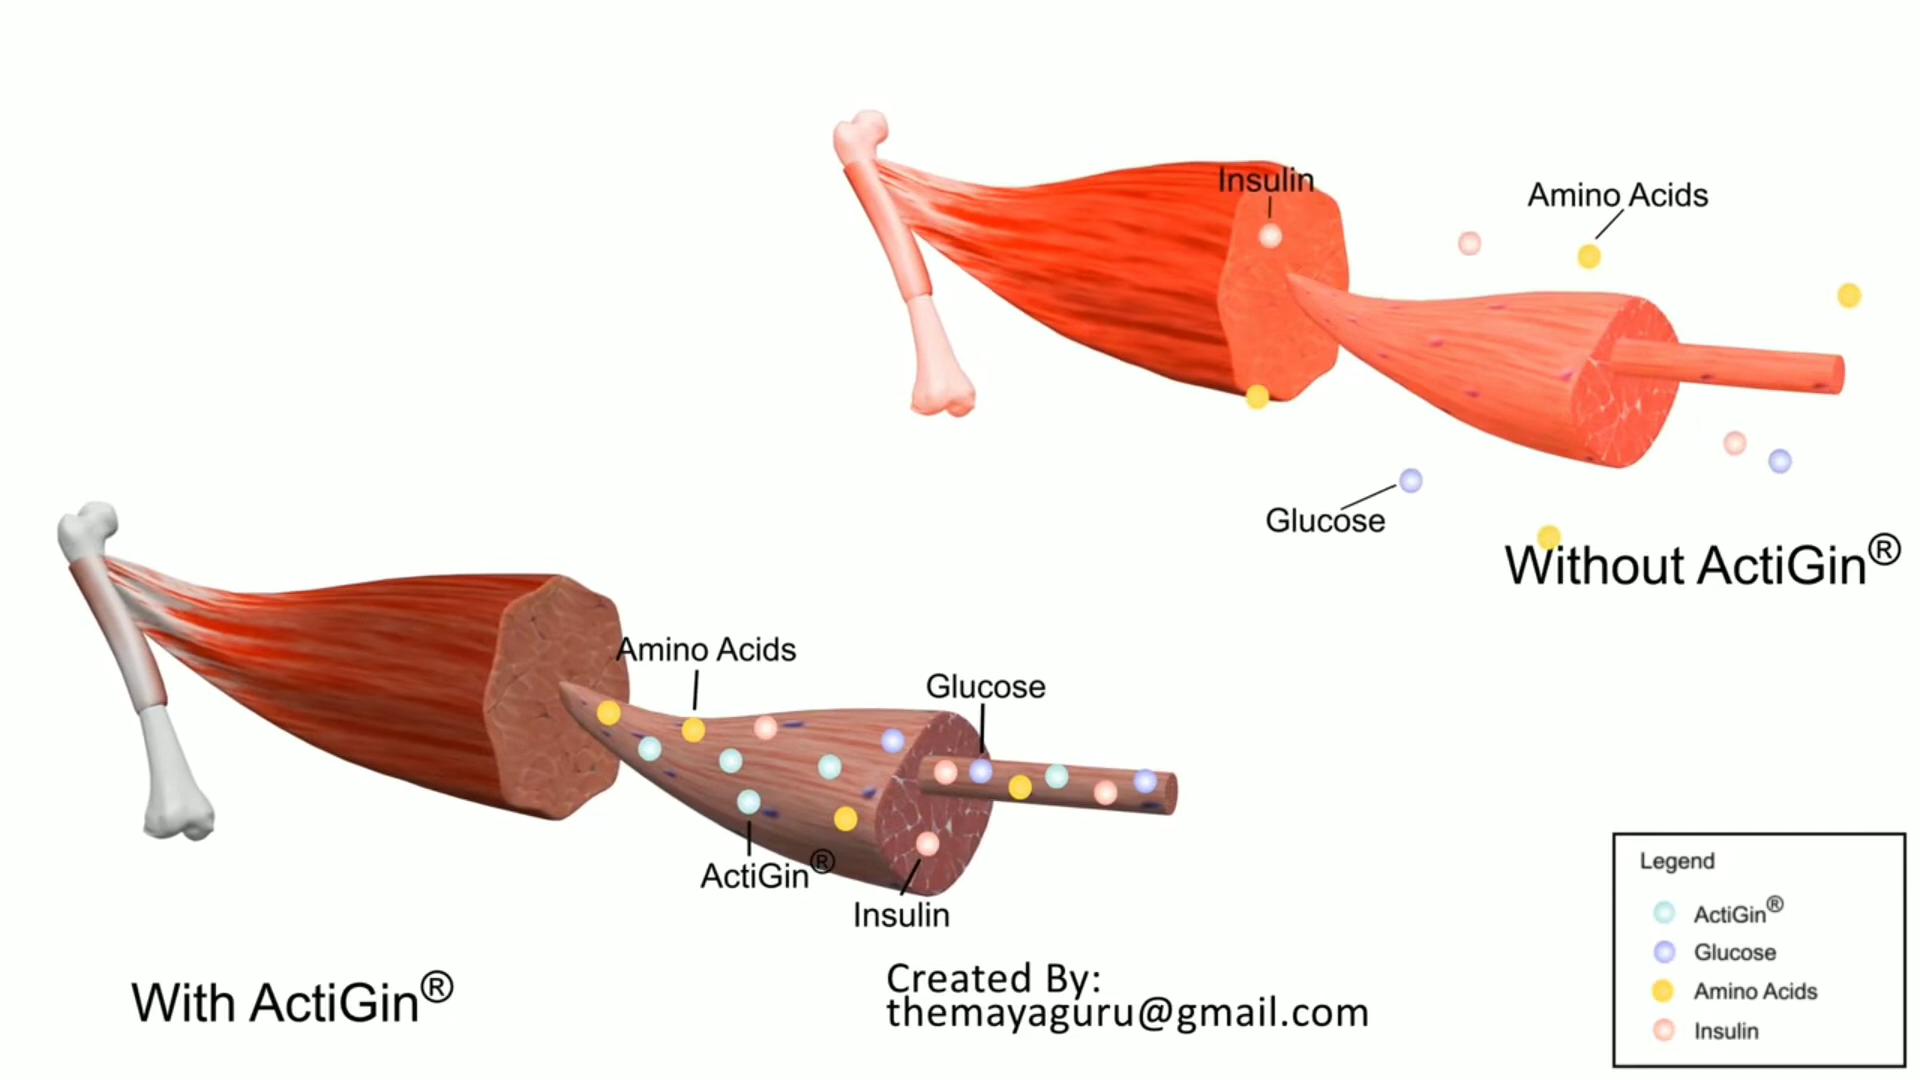 Insulin
Amino Acids
Glucose
Without ActiGin®
Amino Acids
Glucose
ActiGin®
Insulin
With ActiGin®
Created By:
themayaguru@gmail.com
Legend
ActiGin®
Glucose
Amino Acids
Insulin